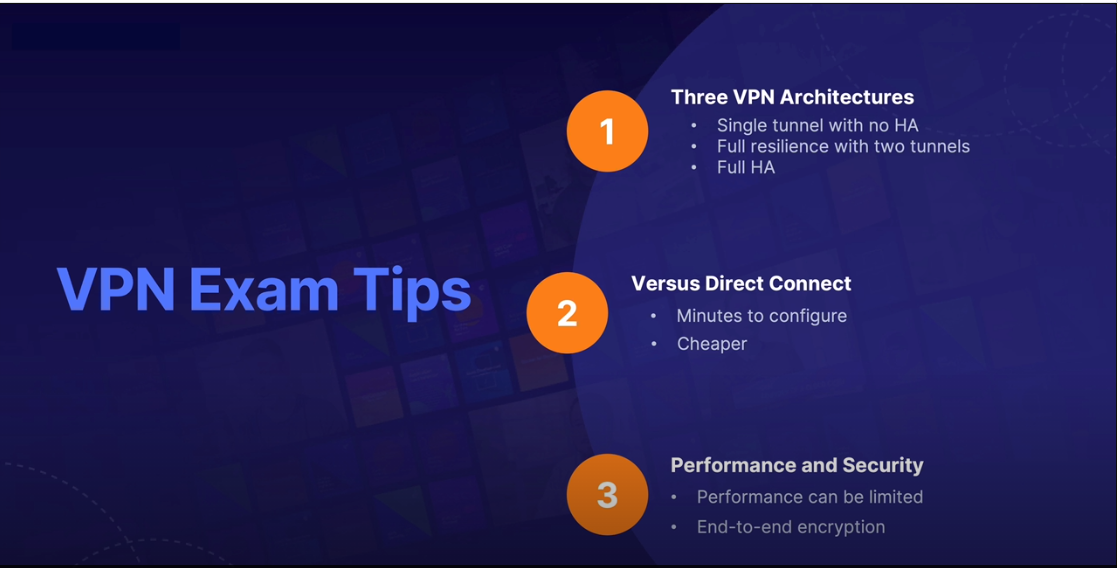 VPN Exam Tips
1
Three VPN Architectures
• Single tunnel with no HA
• Full resilience with two tunnels
• Full HA
2
Versus Direct Connect
• Minutes to configure
• Cheaper
3
Performance and Security
• Performance can be limited
• End-to-end encryption